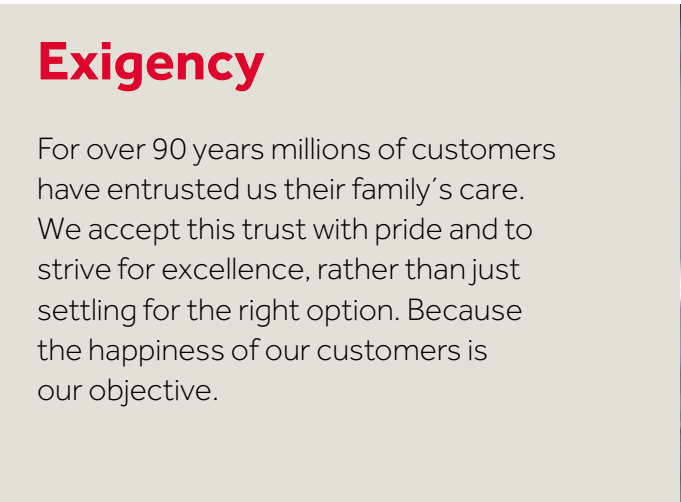 Exigency
For over 90 years millions of customers
have entrusted us their family´s care.
We accept this trust with pride and to
strive for excellence, rather than just
settling for the right option. Because
the happiness of our customers is
our objective.